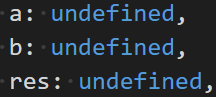 a: undefined,
b: undefined,
res: undefined,